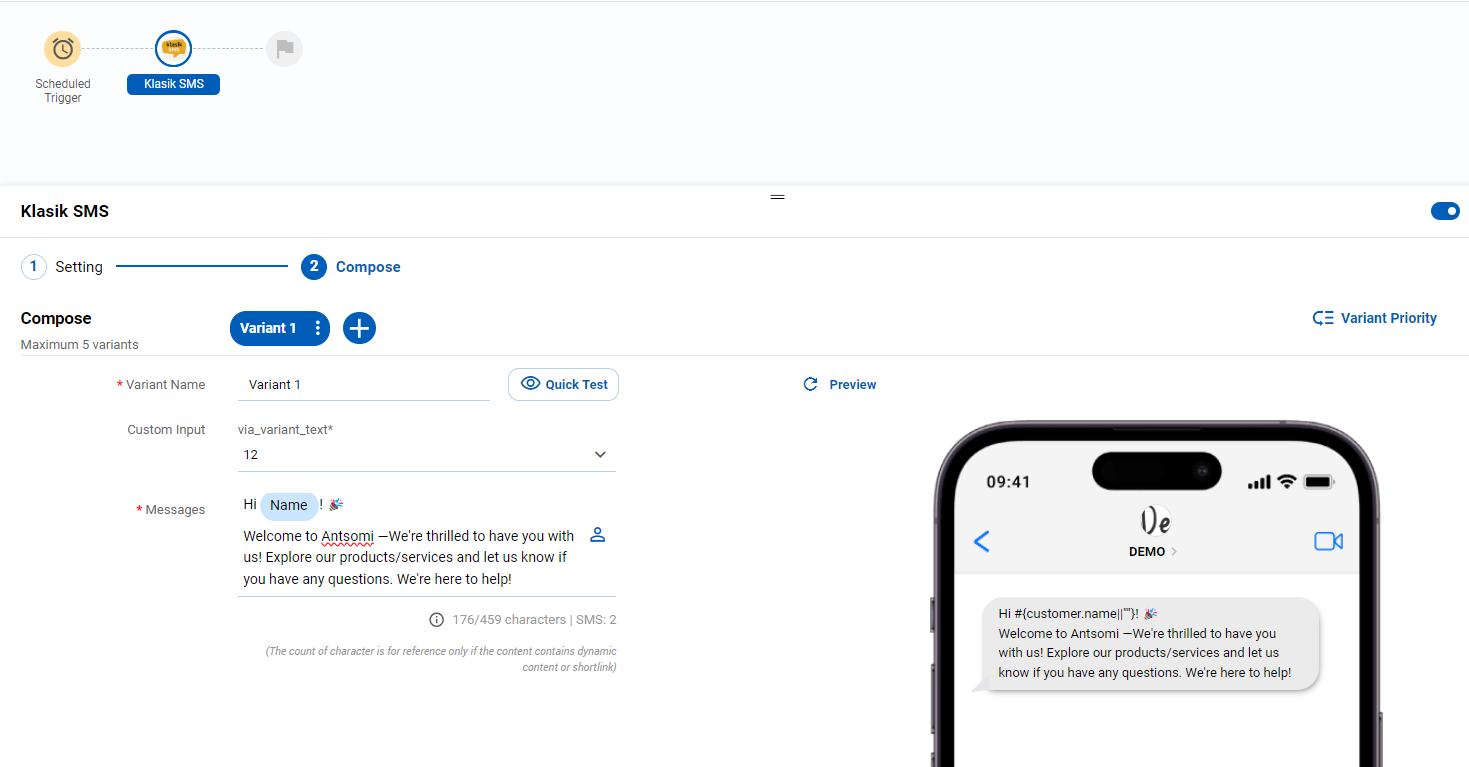 Scheduled
Trigger
klasik
sms
Klasik SMS
Klasik SMS
1 Setting
2 Compose
Compose
Maximum 5 variants
Variant 1
Variant Priority
* Variant Name
Variant 1
Quick Test
Preview
Custom Input
via_variant_text*
12
* Messages
Hi Name ! 🎉
Welcome to Antsomi —We're thrilled to have you with
us! Explore our products/services and let us know if
you have any questions. We're here to help!
176/459 characters | SMS: 2
(The count of character is for reference only if the content contains dynamic
content or shortlink)
09:41
De
DEMO
Hi #{customer.name||""}! 🎉
Welcome to Antsomi —We're thrilled to have you
with us! Explore our products/services and let us
know if you have any questions. We're here to help!